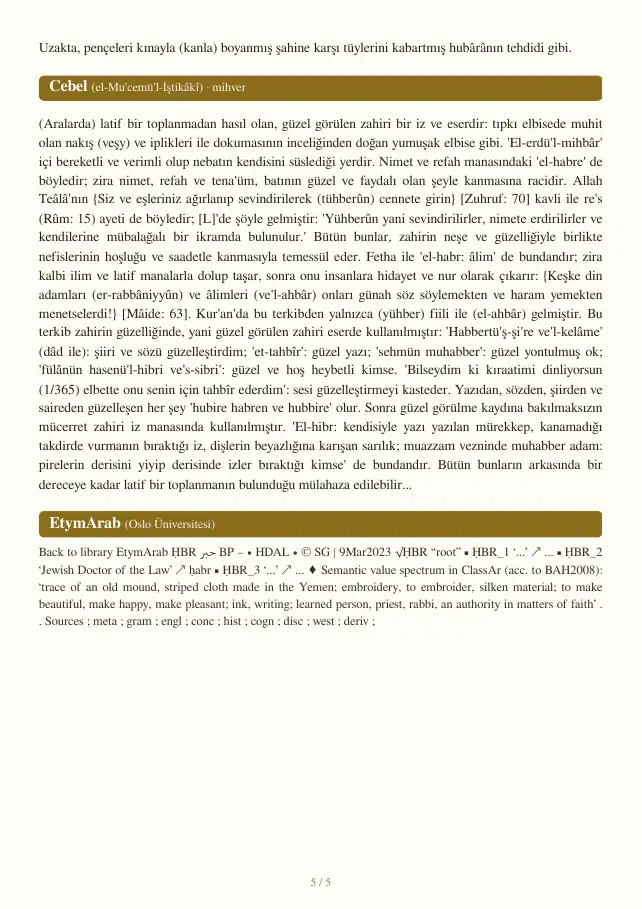 Uzakta, pençeleri kınayla (kanla) boyanmış şahine karşı tüylerini kabartmış hubârânın tehdidi gibi.
Cebel (el-Mu'cemü'l-İştikâkî) · mihver
(Aralarda) latif bir toplanmadan hasıl olan, güzel görülen zahiri bir iz ve eserdir: tıpkı elbisede muhit
olan nakış (veşy) ve iplikleri ile dokumasının inceliğinden doğan yumuşak elbise gibi. 'El-erdü'l-mihbâr'
içi bereketli ve verimli olup nebatın kendisini süslediği yerdir. Nimet ve refah manasındaki 'el-habre' de
böyledir; zira nimet, refah ve tena'üm, batının güzel ve faydalı olan şeyle kanmasına racidir. Allah
Teâlâ'nın {Siz ve eşleriniz ağırlanıp sevindirilerek (tühberûn) cennete girin} [Zuhruf: 70] kavli ile re's
(Rûm: 15) ayeti de böyledir; [L]'de şöyle gelmiştir: 'Yühberûn yani sevindirilirler, nimete erdirilirler ve
kendilerine mübalağalı bir ikramda bulunulur.' Bütün bunlar, zahirin neşe ve güzelliğiyle birlikte
nefislerinin hoşluğu ve saadetle kanmasıyla temessül eder. Fetha ile 'el-habr: âlim' de bundandır; zira
kalbi ilim ve latif manalarla dolup taşar, sonra onu insanlara hidayet ve nur olarak çıkarır: {Keşke din
adamları (er-rabbâniyyûn) ve âlimleri (ve'l-ahbâr) onları günah söz söylemekten ve haram yemekten
menetselerdi!} [Mâide: 63]. Kur'an'da bu terkibden yalnızca (yühber) fiili ile (el-ahbâr) gelmiştir. Bu
terkib zahirin güzelliğinde, yani güzel görülen zahiri eserde kullanılmıştır: 'Habbertü'ş-şi're ve'l-kelâme'
(dâd ile): şiiri ve sözü güzelleştirdim; 'et-tahbîr': güzel yazı; 'sehmün muhabber': güzel yontulmuş ok;
'fülânün hasenü'l-hibri ve's-sibri': güzel ve hoş heybetli kimse. 'Bilseydim ki kıraatimi dinliyorsun
(1/365) elbette onu senin için tahbîr ederdim': sesi güzelleştirmeyi kasteder. Yazıdan, sözden, şiirden ve
saireden güzelleşen her şey 'hubire habren ve hubbire' olur. Sonra güzel görülme kaydına bakılmaksızın
mücerret zahiri iz manasında kullanılmıştır. 'El-hibr: kendisiyle yazı yazılan mürekkep, kanamadığı
takdirde vurmanın bıraktığı iz, dişlerin beyazlığına karışan sarılık; muazzam vezninde muhabber adam:
pirelerin derisini yiyip derisinde izler bıraktığı kimse' de bundandır. Bütün bunların arkasında bir
dereceye kadar latif bir toplanmanın bulunduğu mülahaza edilebilir...
EtymArab (Oslo Üniversitesi)
Back to library EtymArab ḤBR حبر BP – • HDAL • © SG | 9Mar2023 √ḤBR “root” ▪ ḤBR_1 ‘...’ ↗ ... ▪ ḤBR_2
‘Jewish Doctor of the Law’ ↗ ḥabr ▪ ḤBR_3 ‘...’ ↗ ... ♦ Semantic value spectrum in ClassAr (acc. to BAH2008):
‘trace of an old mound, striped cloth made in the Yemen; embroidery, to embroider, silken material; to make
beautiful, make happy, make pleasant; ink, writing; learned person, priest, rabbi, an authority in matters of faith’ .
. Sources ; meta ; gram ; engl ; conc ; hist ; cogn ; disc ; west ; deriv ;
5 / 5